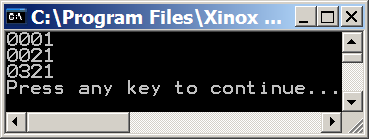 C:\Program Files\Xinox ...
0001
0021
0321
Press any key to continue...